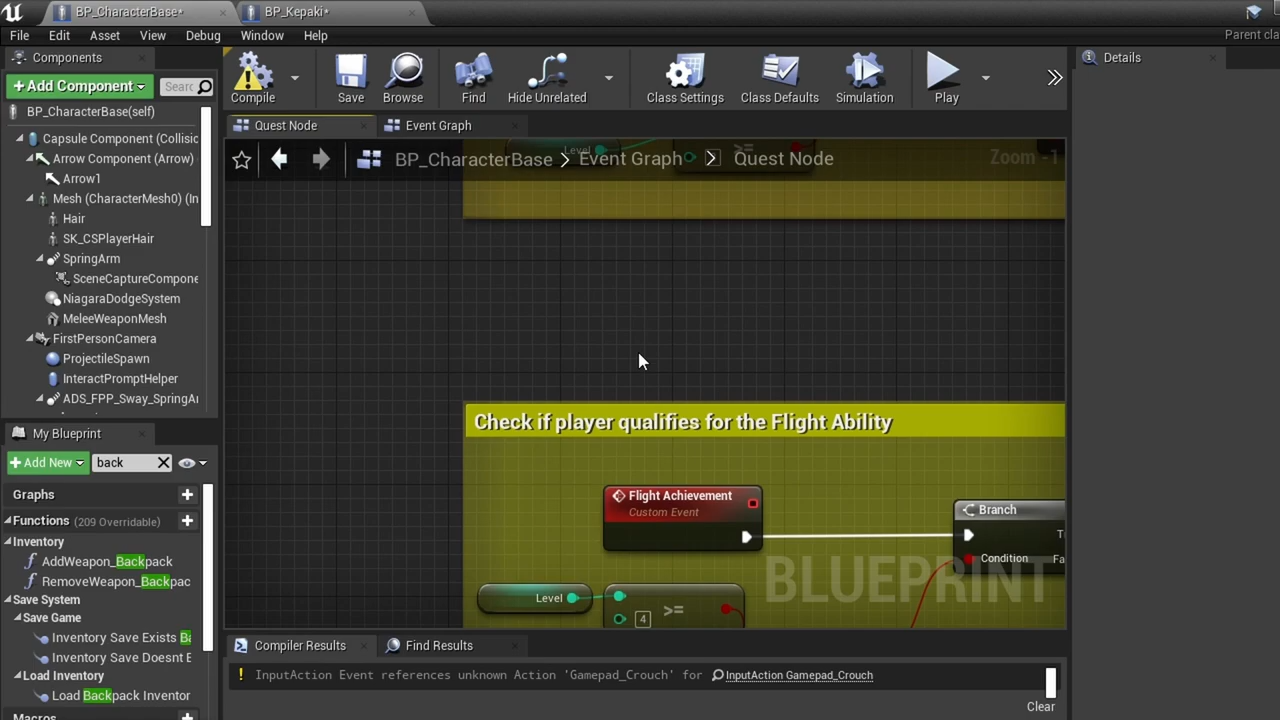 BP_CharacterBase*
BP_Kepaki*
File Edit Asset View Debug Window Help
Parent cla
Components
Details
+Add Component
Searc
Compile
Save
Browse
Find
Hide Unrelated
Class Settings
Class Defaults
Simulation
Play
BP_CharacterBase(self)
Quest Node
Event Graph
Capsule Component (Collisio
Arrow Component (Arrow)
Arrow1
Mesh (CharacterMesh0) (In
Hair
SK_CSPlayerHair
SpringArm
SceneCaptureCompone
NiagaraDodgeSystem
MeleeWeaponMesh
FirstPersonCamera
ProjectileSpawn
InteractPromptHelper
ADS_FPP_Sway_SpringAr
BP_CharacterBase > Event Graph > Quest Node
Zoom -1
Level
>=
Check if player qualifies for the Flight Ability
Flight Achievement
Custom Event
Branch
Condition
Fa
Level
4
>=
BLUEPRINT
My Blueprint
+Add New
back
Graphs
Functions (209 Overridable)
Inventory
AddWeapon_Backpack
RemoveWeapon_Backpac
Save System
Save Game
Inventory Save Exists Ba
Inventory Save Doesnt E
Load Inventory
Load Backpack Inventor
Macros
Compiler Results
Find Results
InputAction Event references unknown Action 'Gamepad_Crouch' for InputAction Gamepad_Crouch
Clear